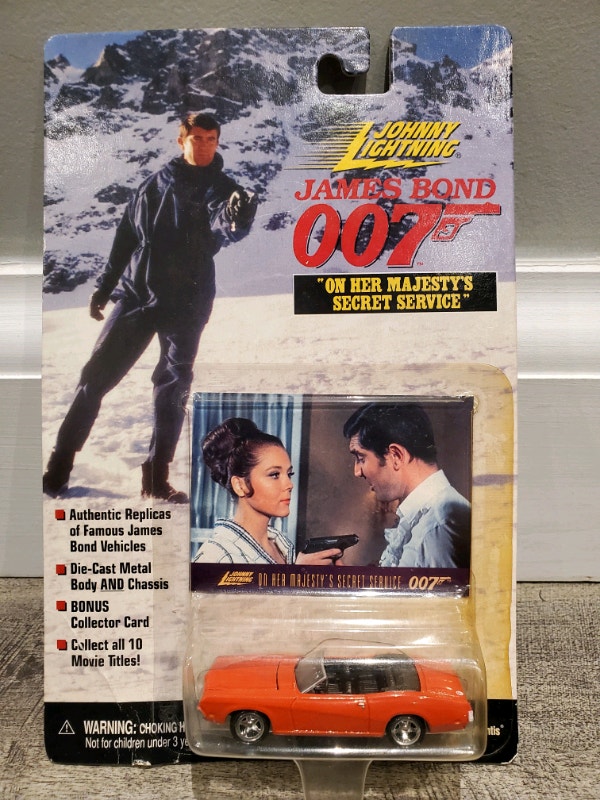 JOHNNY
LIGHTNING®
JAMES BOND
007™
"ON HER MAJESTY'S
SECRET SERVICE"
JOHNNY
LIGHTNING ON HER MAJESTY'S SECRET SERVICE 007
Authentic Replicas
of Famous James
Bond Vehicles
Die-Cast Metal
Body AND Chassis
BONUS
Collector Card
Collect all 10
Movie Titles!
WARNING: CHOKING H
Not for children under 3 ye